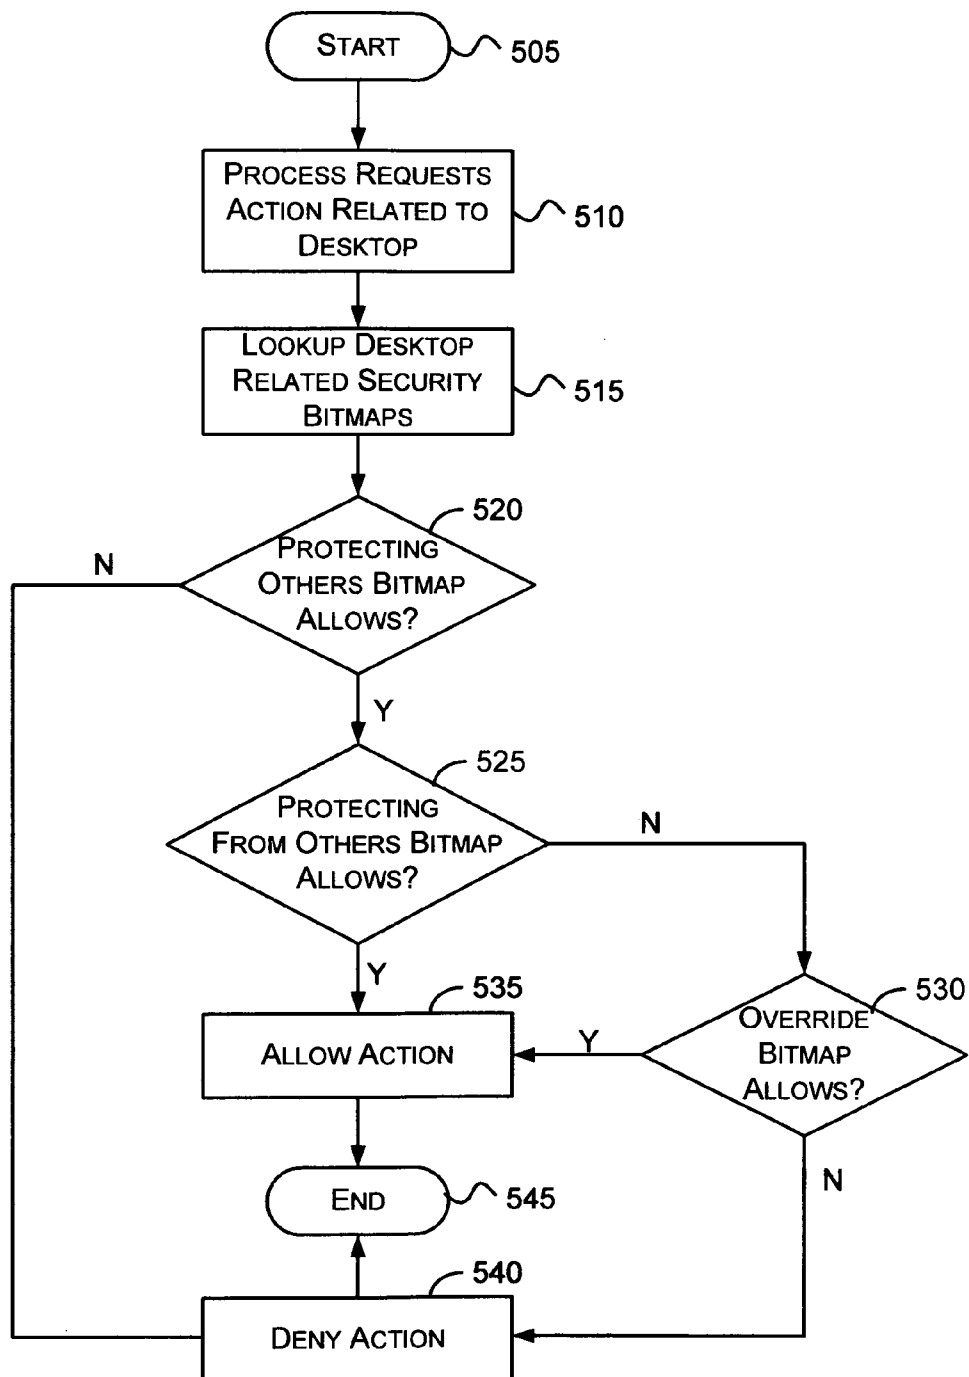 START
505
PROCESS REQUESTS
ACTION RELATED TO
DESKTOP
510
LOOKUP DESKTOP
RELATED SECURITY
BITMAPS
515
520
PROTECTING
OTHERS BITMAP
ALLOWS?
N
Y
525
PROTECTING
FROM OTHERS BITMAP
ALLOWS?
N
Y
530
OVERRIDE
BITMAP
ALLOWS?
Y
N
535
ALLOW ACTION
END
545
540
DENY ACTION